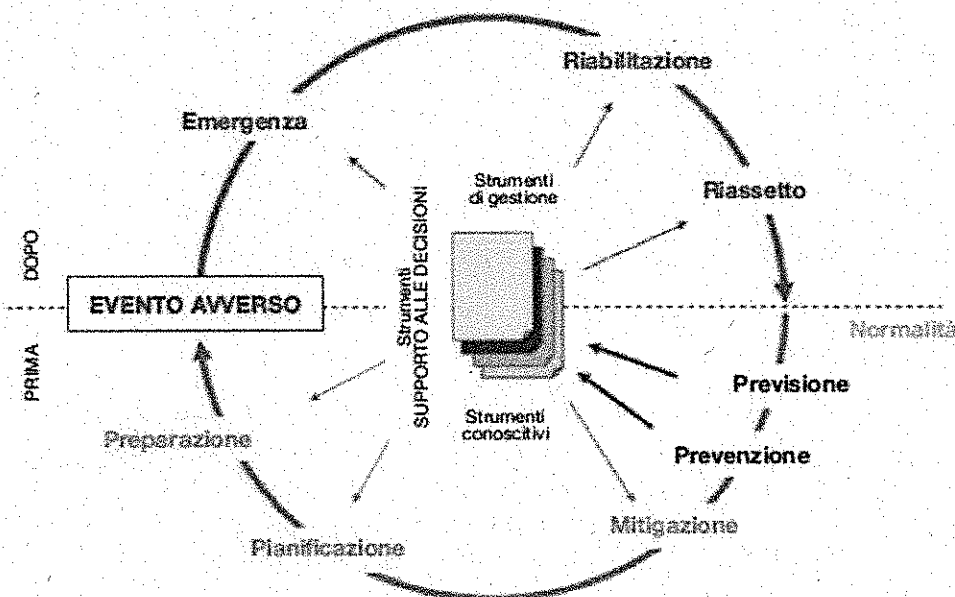 Riabilitazione
Emergenza
Strumenti
di gestione
Riassetto
DOPO
EVENTO AVVERSO
Strumenti
SUPPORTO ALLE DECISIONI
Normalità
PRIMA
Previsione
Strumenti
conoscitivi
Preparazione
Prevenzione
Mitigazione
Pianificazione